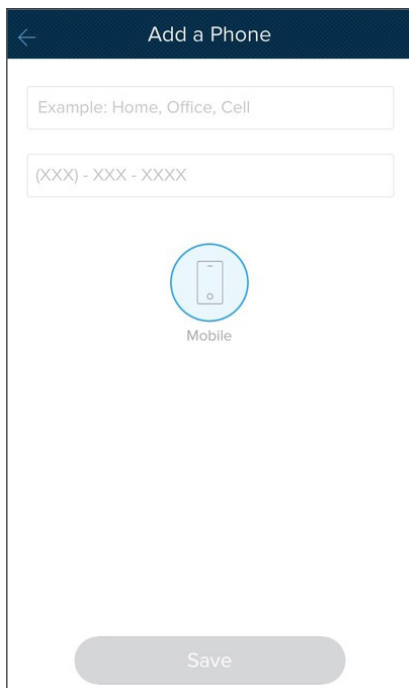 Add a Phone
Example: Home, Office, Cell
(XXX) - XXX - XXXX
Mobile
Save